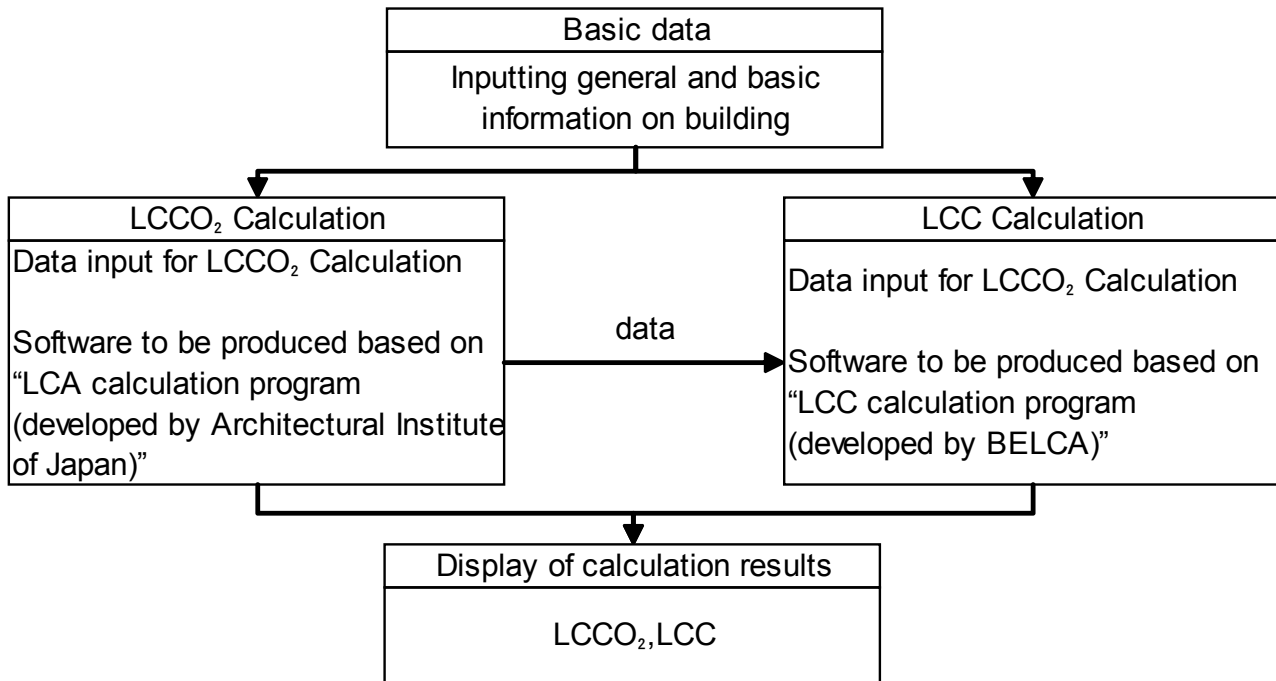 Basic data
Inputting general and basic
information on building
LCCO₂ Calculation
Data input for LCCO₂ Calculation
Software to be produced based on
“LCA calculation program
(developed by Architectural Institute
of Japan)”
data
LCC Calculation
Data input for LCCO₂ Calculation
Software to be produced based on
“LCC calculation program
(developed by BELCA)”
Display of calculation results
LCCO₂,LCC